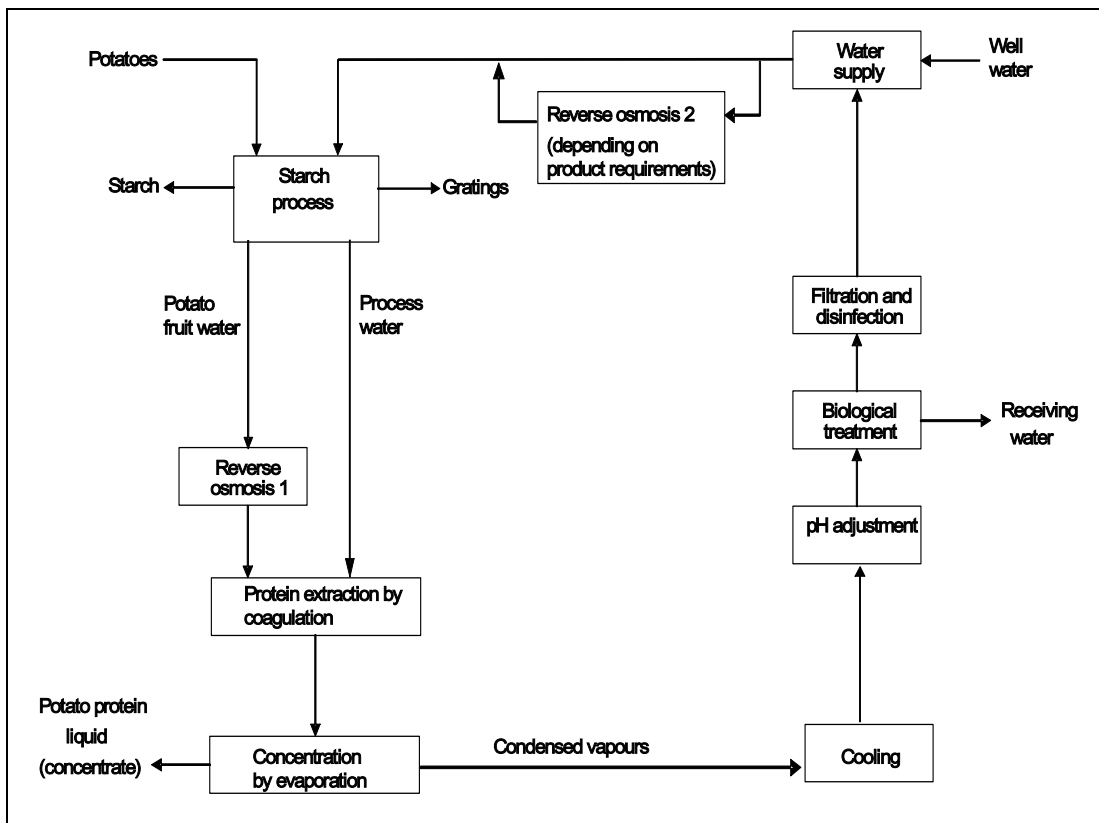 Potatoes
Water
supply
Well
water
Reverse osmosis 2
(depending on
product requirements)
Starch
Starch
process
Gratings
Potato
fruit water
Process
water
Filtration and
disinfection
Biological
treatment
Receiving
water
Reverse
osmosis 1
pH adjustment
Protein extraction by
coagulation
Potato protein
liquid
(concentrate)
Concentration
by evaporation
Condensed vapours
Cooling